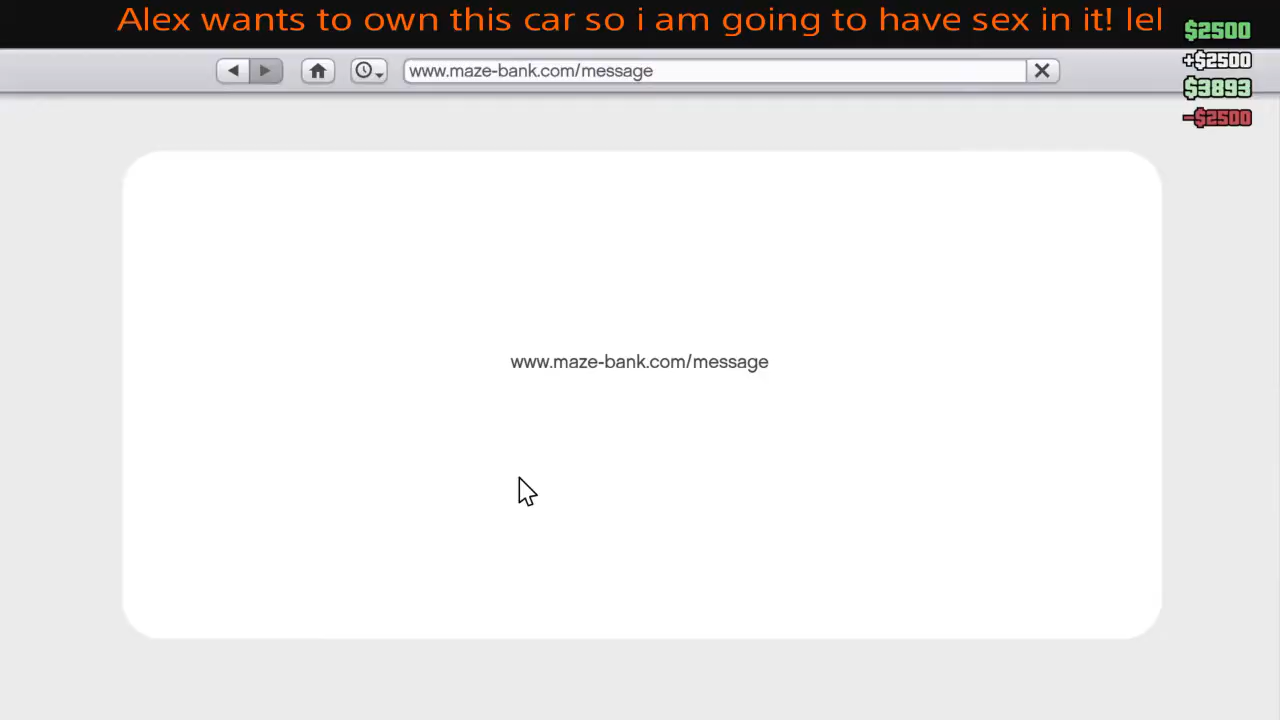 Alex wants to own this car so i am going to have sex in it! lel
$2500
+$2500
$3893
-$2500
www.maze-bank.com/message
www.maze-bank.com/message